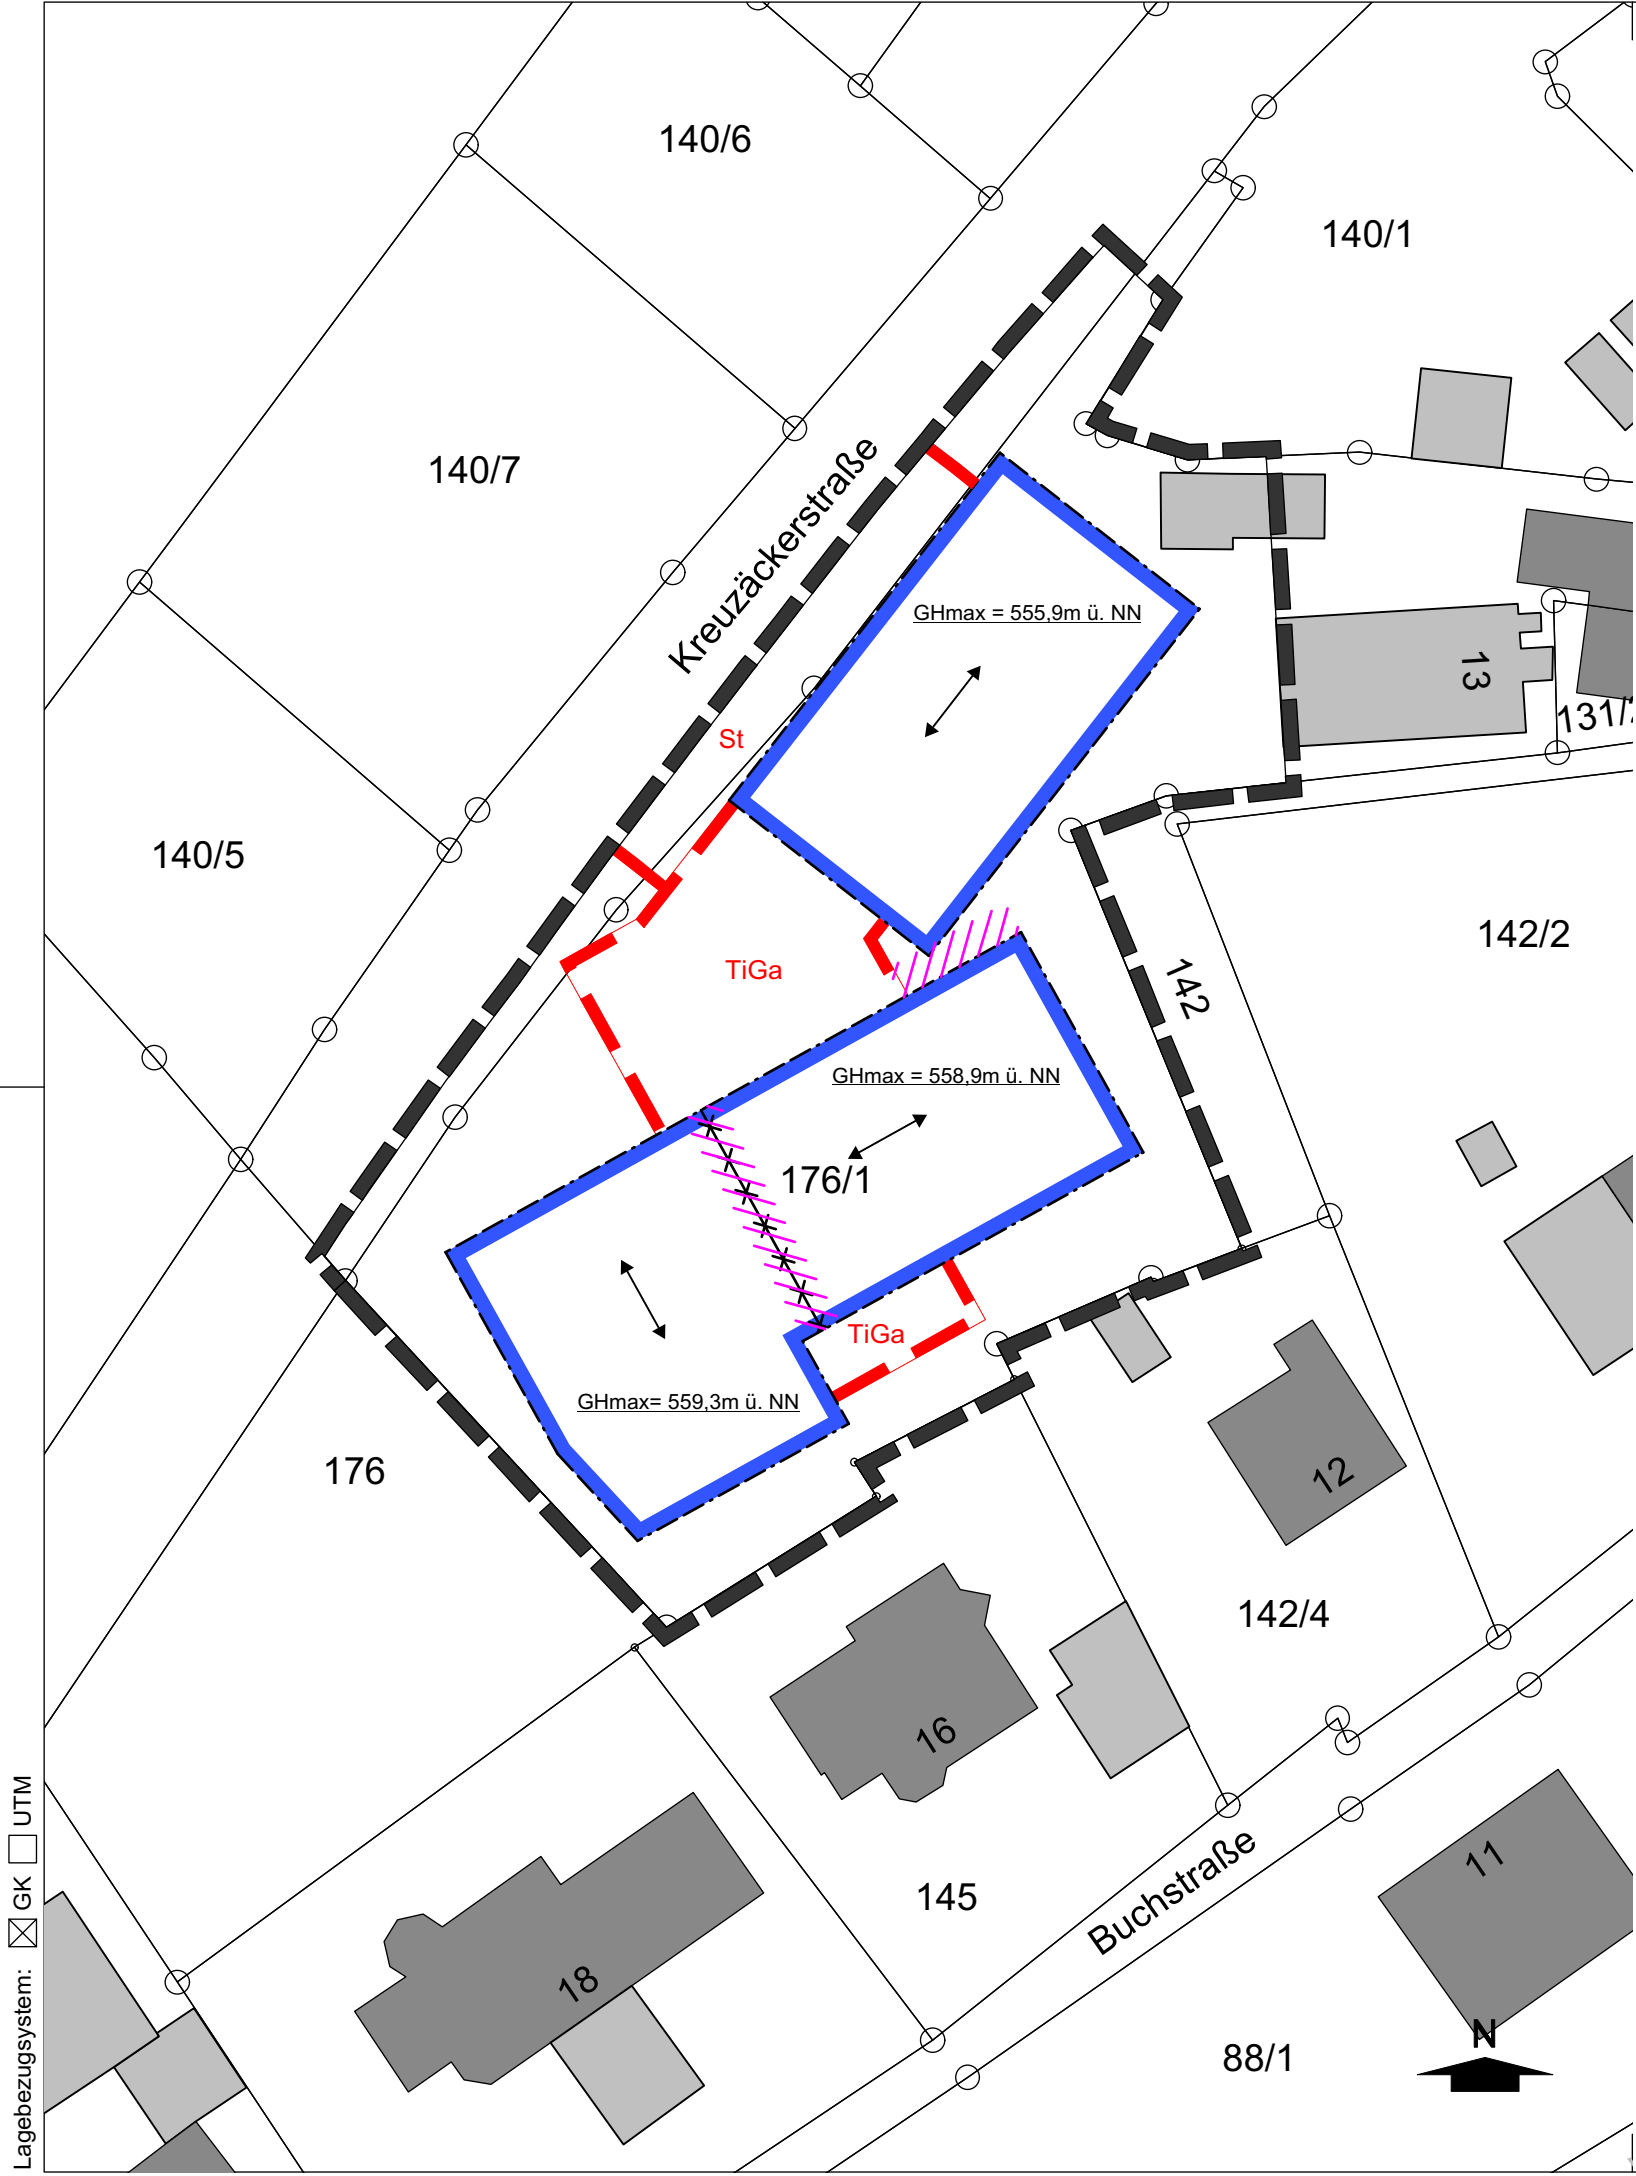 140/6
140/1
140/7
Kreuzäckerstraße
GHmax = 555,9m ü. NN
13
131/
St
140/5
142/2
TiGa
142
GHmax = 558,9m ü. NN
176/1
TiGa
GHmax= 559,3m ü. NN
176
12
142/4
16
145
Buchstraße
11
18
N
88/1
Lagebezugsystem: GK UTM